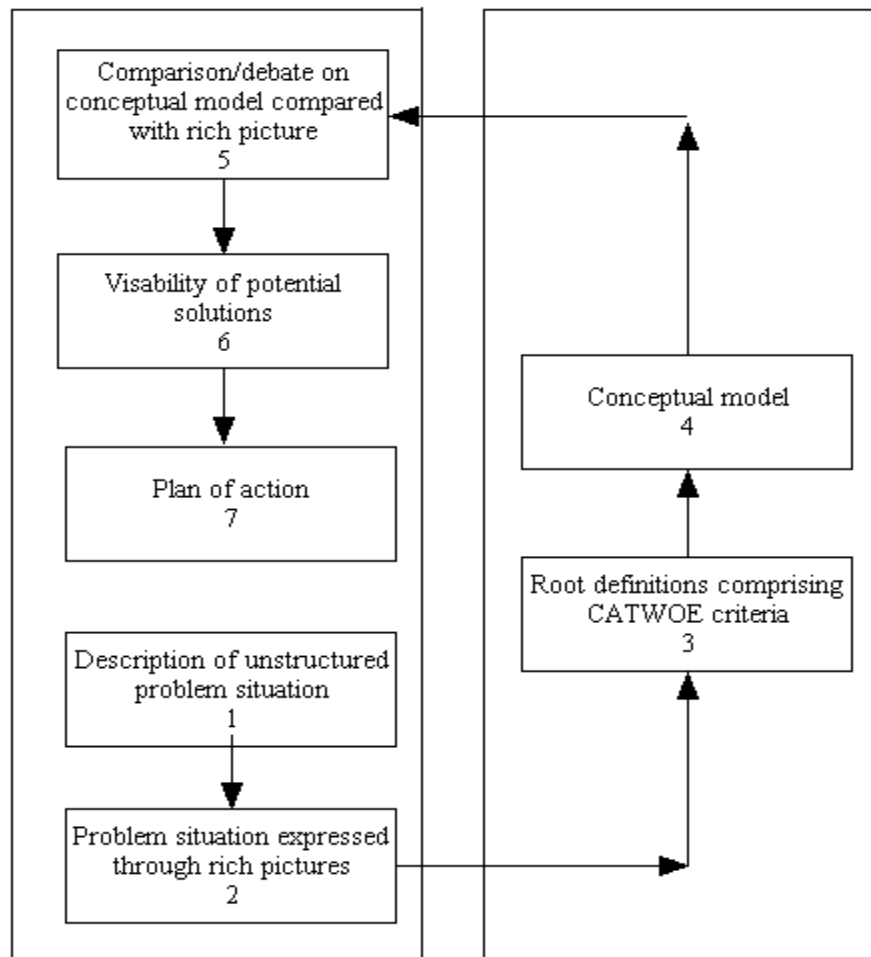 Comparison/debate on
conceptual model compared
with rich picture
5
Visability of potential
solutions
6
Plan of action
7
Description of unstructured
problem situation
1
Problem situation expressed
through rich pictures
2
Conceptual model
4
Root definitions comprising
CATWOE criteria
3